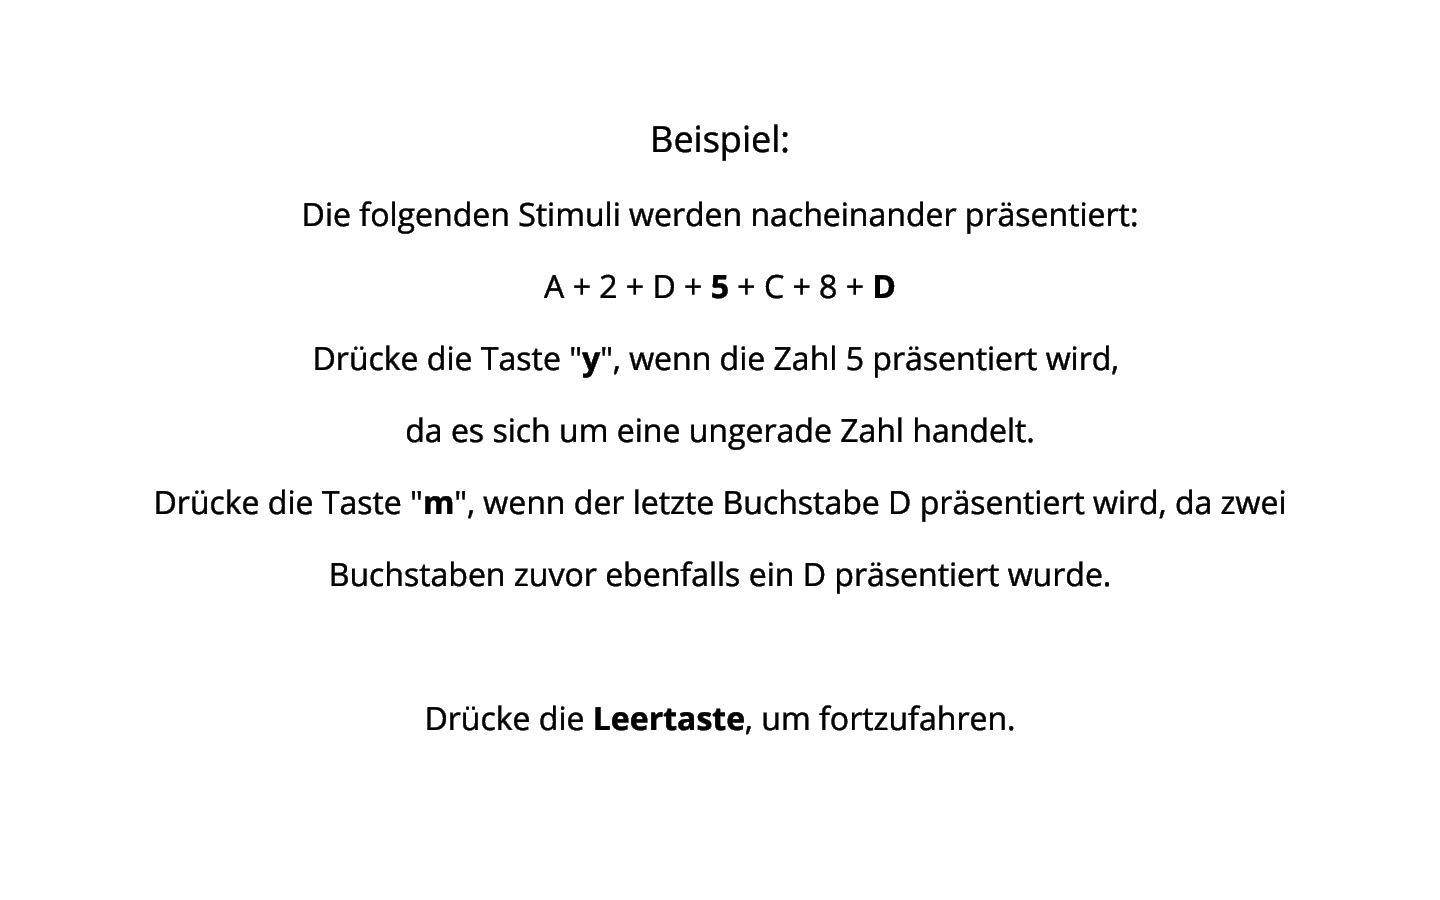 Beispiel:
Die folgenden Stimuli werden nacheinander präsentiert:
A + 2 + D + 5 + C + 8 + D
Drücke die Taste "y", wenn die Zahl 5 präsentiert wird,
da es sich um eine ungerade Zahl handelt.
Drücke die Taste "m", wenn der letzte Buchstabe D präsentiert wird, da zwei
Buchstaben zuvor ebenfalls ein D präsentiert wurde.
Drücke die Leertaste, um fortzufahren.